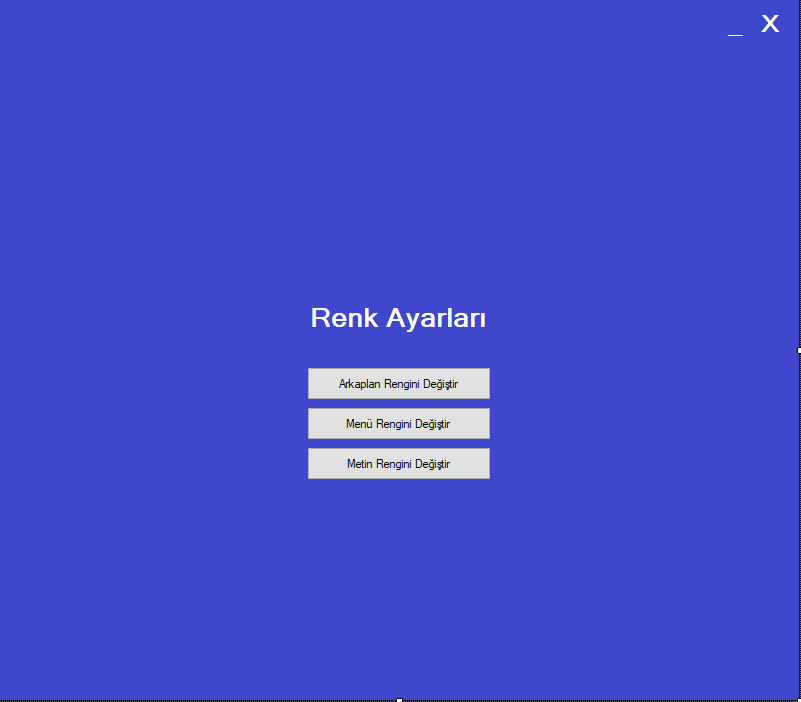 _ X
Renk Ayarları
Arkaplan Rengini Değiştir
Menü Rengini Değiştir
Metin Rengini Değiştir